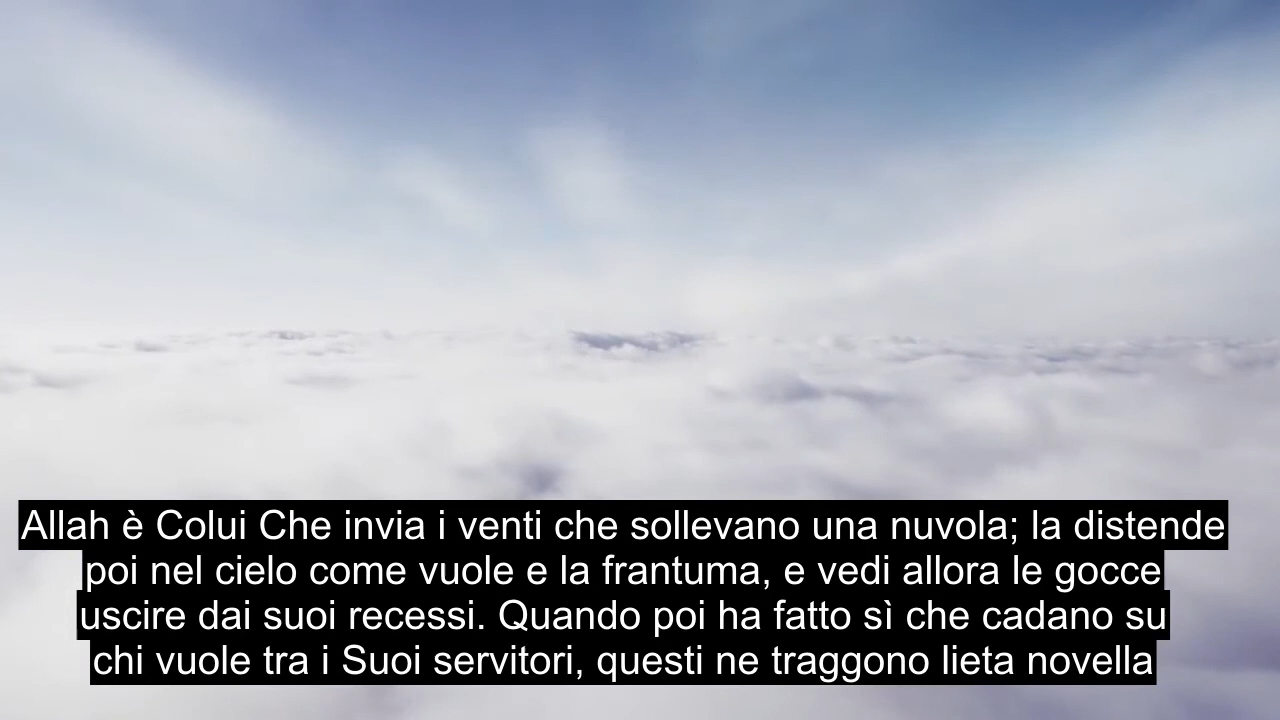 Allah è Colui Che invia i venti che sollevano una nuvola; la distende
poi nel cielo come vuole e la frantuma, e vedi allora le gocce
uscire dai suoi recessi. Quando poi ha fatto sì che cadano su
chi vuole tra i Suoi servitori, questi ne traggono lieta novella